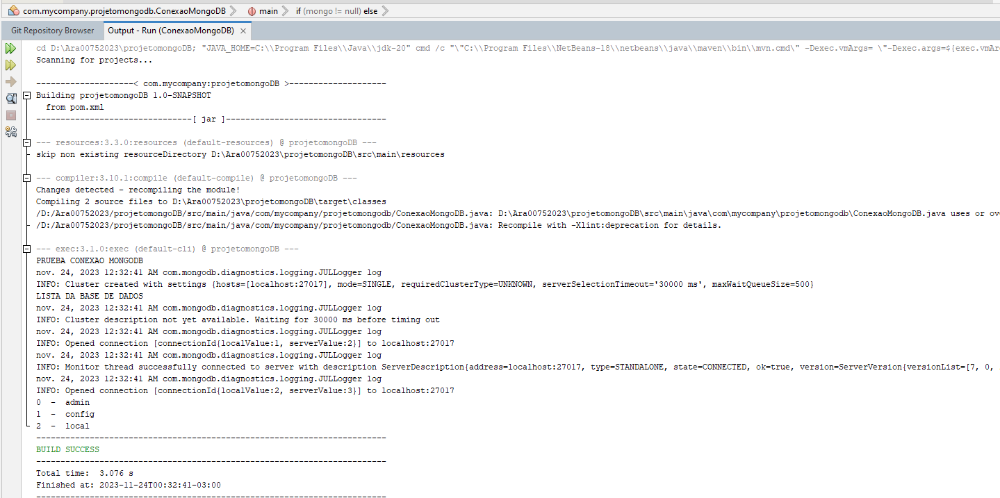 com.mycompany.projetomongodb.ConexaoMongoDB main if (mongo != null) else
Git Repository Browser Output - Run (ConexaoMongoDB) ×
cd D:\Ara00752023\projetomongoDB; "JAVA_HOME=C:\\Program Files\\Java\\jdk-20" cmd /c "\"C:\\Program Files\\NetBeans-18\\netbeans\\java\\maven\\bin\\mvn.cmd\" -Dexec.vmArgs= \"-Dexec.args=${exec.vmAr
Scanning for projects...
--------------------< com.mycompany:projetomongoDB >--------------------
Building projetomongoDB 1.0-SNAPSHOT
from pom.xml
--------------------------------[ jar ]---------------------------------
--- resources:3.3.0:resources (default-resources) @ projetomongoDB ---
skip non existing resourceDirectory D:\Ara00752023\projetomongoDB\src\main\resources
--- compiler:3.10.1:compile (default-compile) @ projetomongoDB ---
Changes detected - recompiling the module!
Compiling 2 source files to D:\Ara00752023\projetomongoDB\target\classes
/D:/Ara00752023/projetomongoDB/src/main/java/com/mycompany/projetomongodb/ConexaoMongoDB.java: D:\Ara00752023\projetomongoDB\src\main\java\com\mycompany\projetomongodb\ConexaoMongoDB.java uses or ov
/D:/Ara00752023/projetomongoDB/src/main/java/com/mycompany/projetomongodb/ConexaoMongoDB.java: Recompile with -Xlint:deprecation for details.
--- exec:3.1.0:exec (default-cli) @ projetomongoDB ---
PRUEBA CONEXAO MONGODB
nov. 24, 2023 12:32:41 AM com.mongodb.diagnostics.logging.JULLogger log
INFO: Cluster created with settings {hosts=[localhost:27017], mode=SINGLE, requiredClusterType=UNKNOWN, serverSelectionTimeout='30000 ms', maxWaitQueueSize=500}
LISTA DA BASE DE DADOS
nov. 24, 2023 12:32:41 AM com.mongodb.diagnostics.logging.JULLogger log
INFO: Cluster description not yet available. Waiting for 30000 ms before timing out
nov. 24, 2023 12:32:41 AM com.mongodb.diagnostics.logging.JULLogger log
INFO: Opened connection [connectionId{localValue:1, serverValue:2}] to localhost:27017
nov. 24, 2023 12:32:41 AM com.mongodb.diagnostics.logging.JULLogger log
INFO: Monitor thread successfully connected to server with description ServerDescription{address=localhost:27017, type=STANDALONE, state=CONNECTED, ok=true, version=ServerVersion{versionList=[7, 0,
nov. 24, 2023 12:32:41 AM com.mongodb.diagnostics.logging.JULLogger log
INFO: Opened connection [connectionId{localValue:2, serverValue:3}] to localhost:27017
0 - admin
1 - config
2 - local
------------------------------------------------------------------------
BUILD SUCCESS
------------------------------------------------------------------------
Total time: 3.076 s
Finished at: 2023-11-24T00:32:41-03:00
------------------------------------------------------------------------